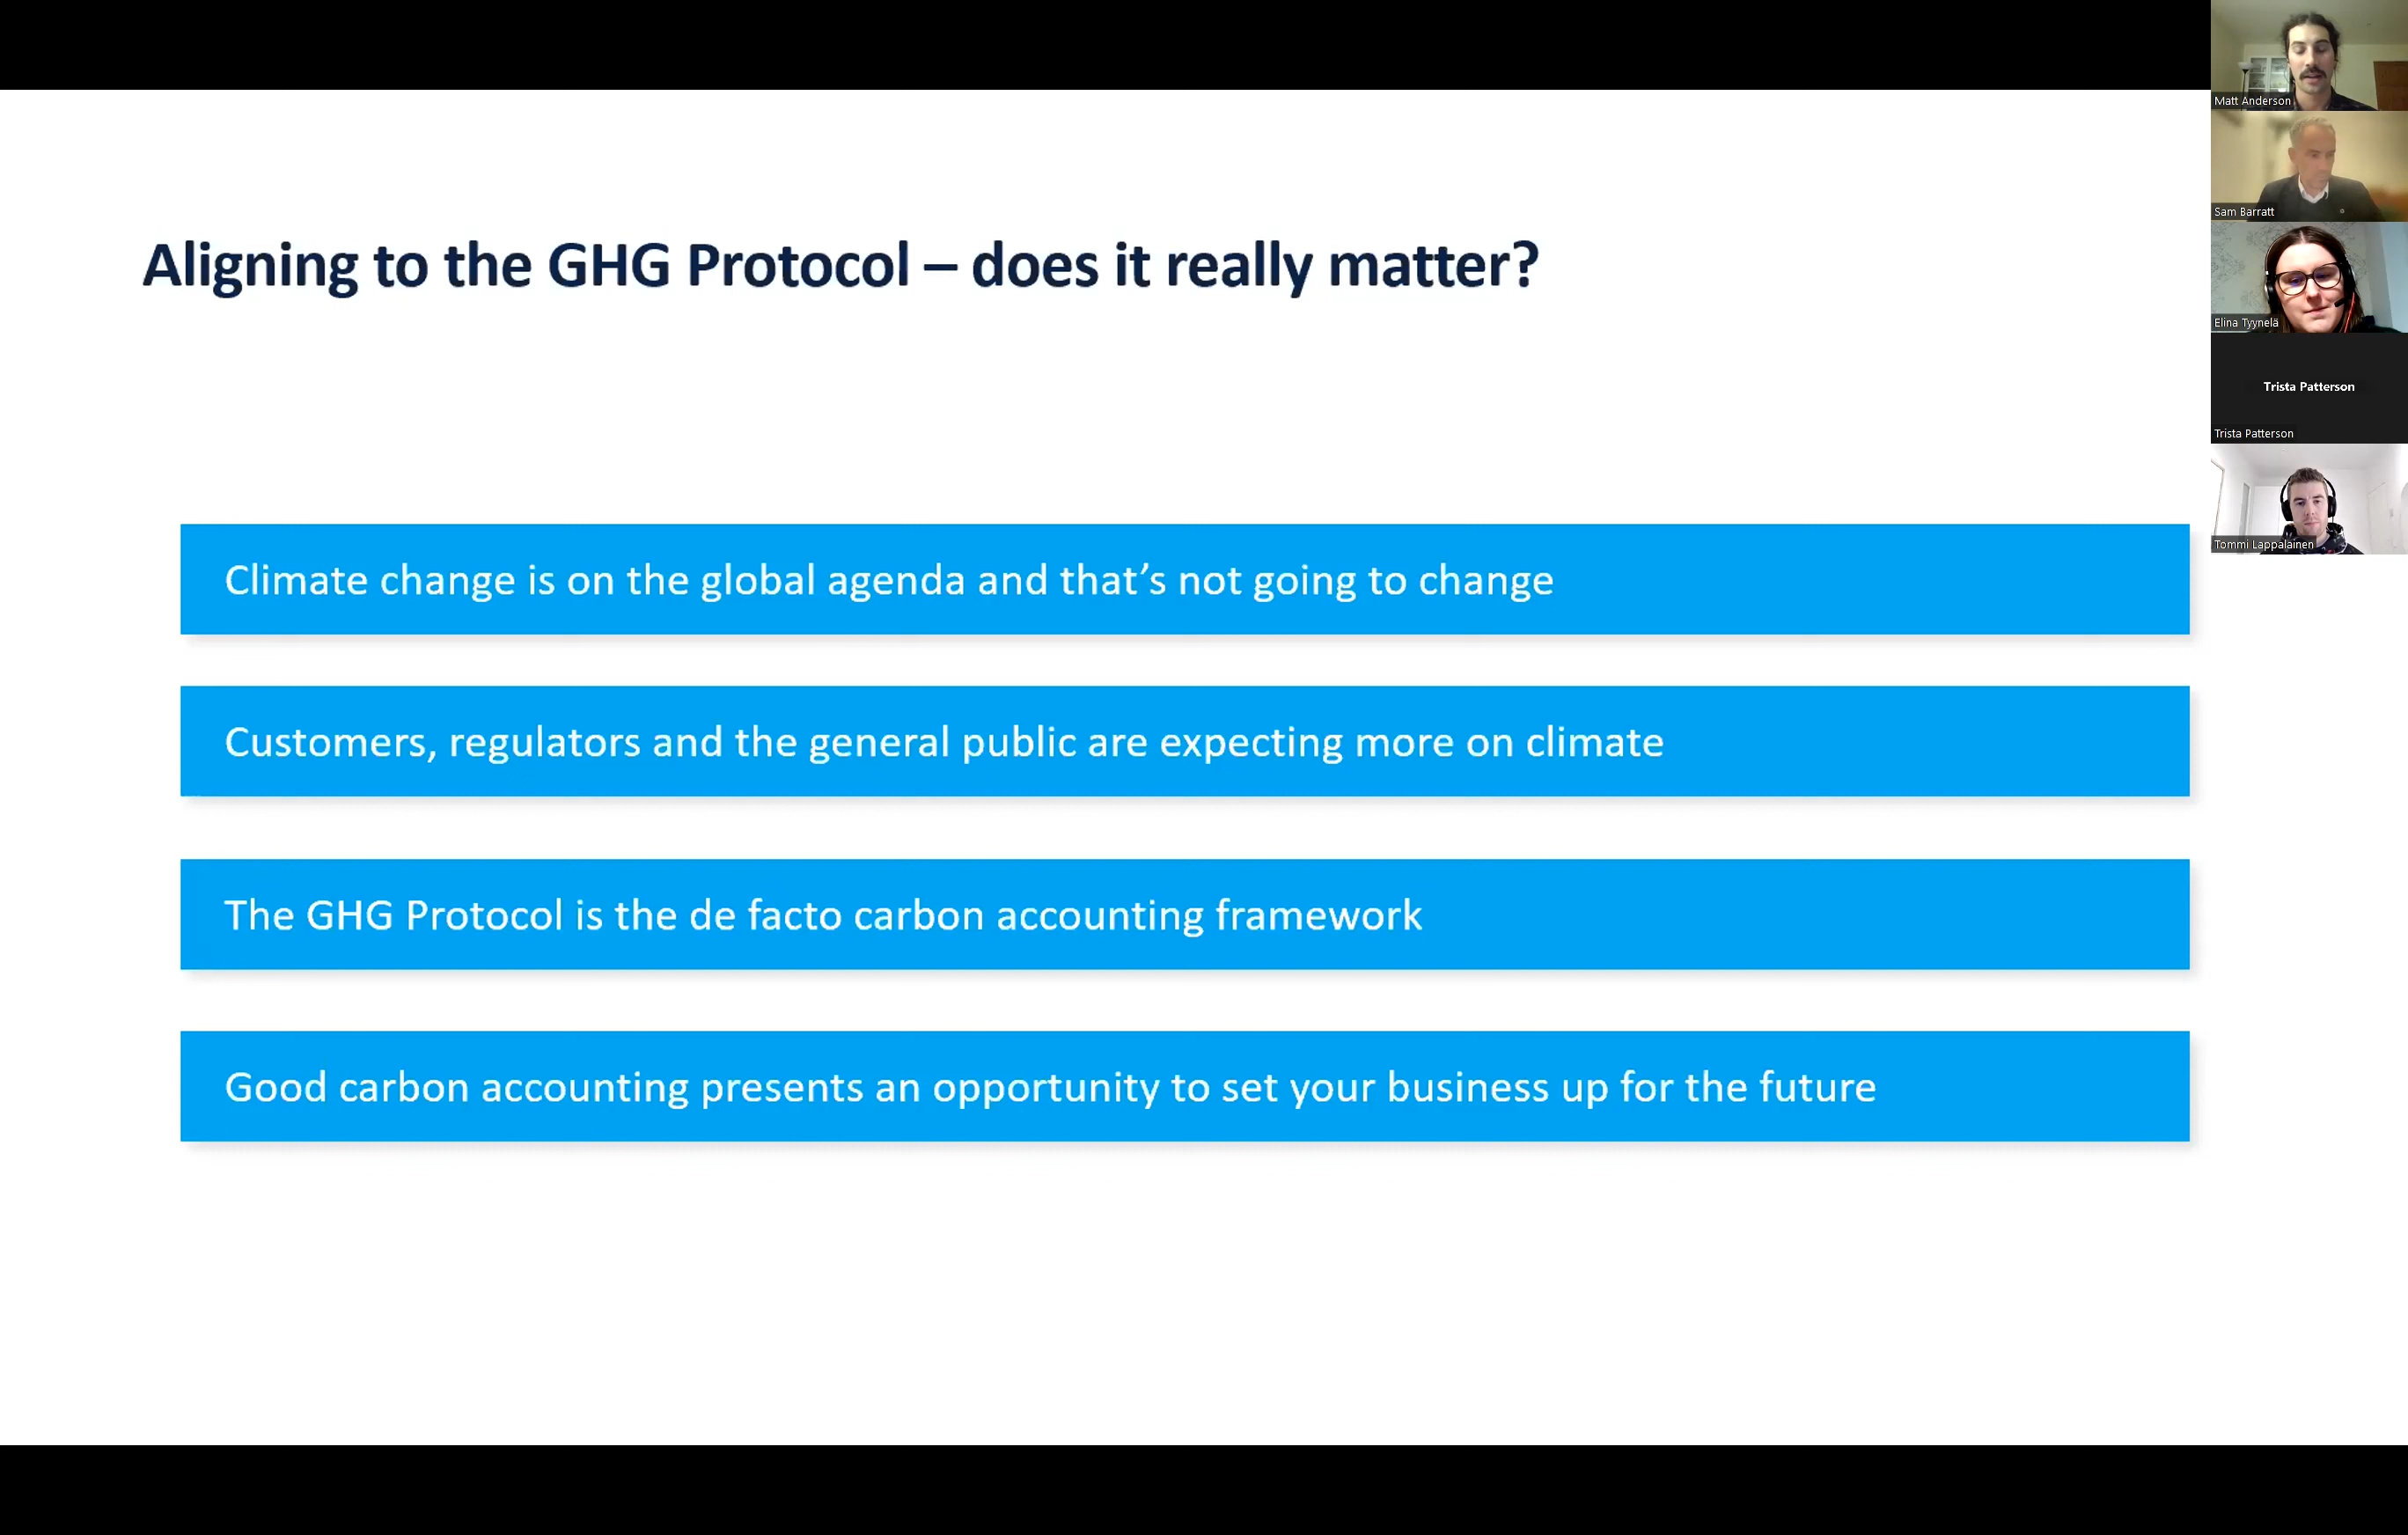 Aligning to the GHG Protocol – does it really matter?
Climate change is on the global agenda and that’s not going to change
Customers, regulators and the general public are expecting more on climate
The GHG Protocol is the de facto carbon accounting framework
Good carbon accounting presents an opportunity to set your business up for the future
Matt Anderson
Sam Barratt
Elina Tyynelä
Trista Patterson
Trista Patterson
Tommi Lappalainen